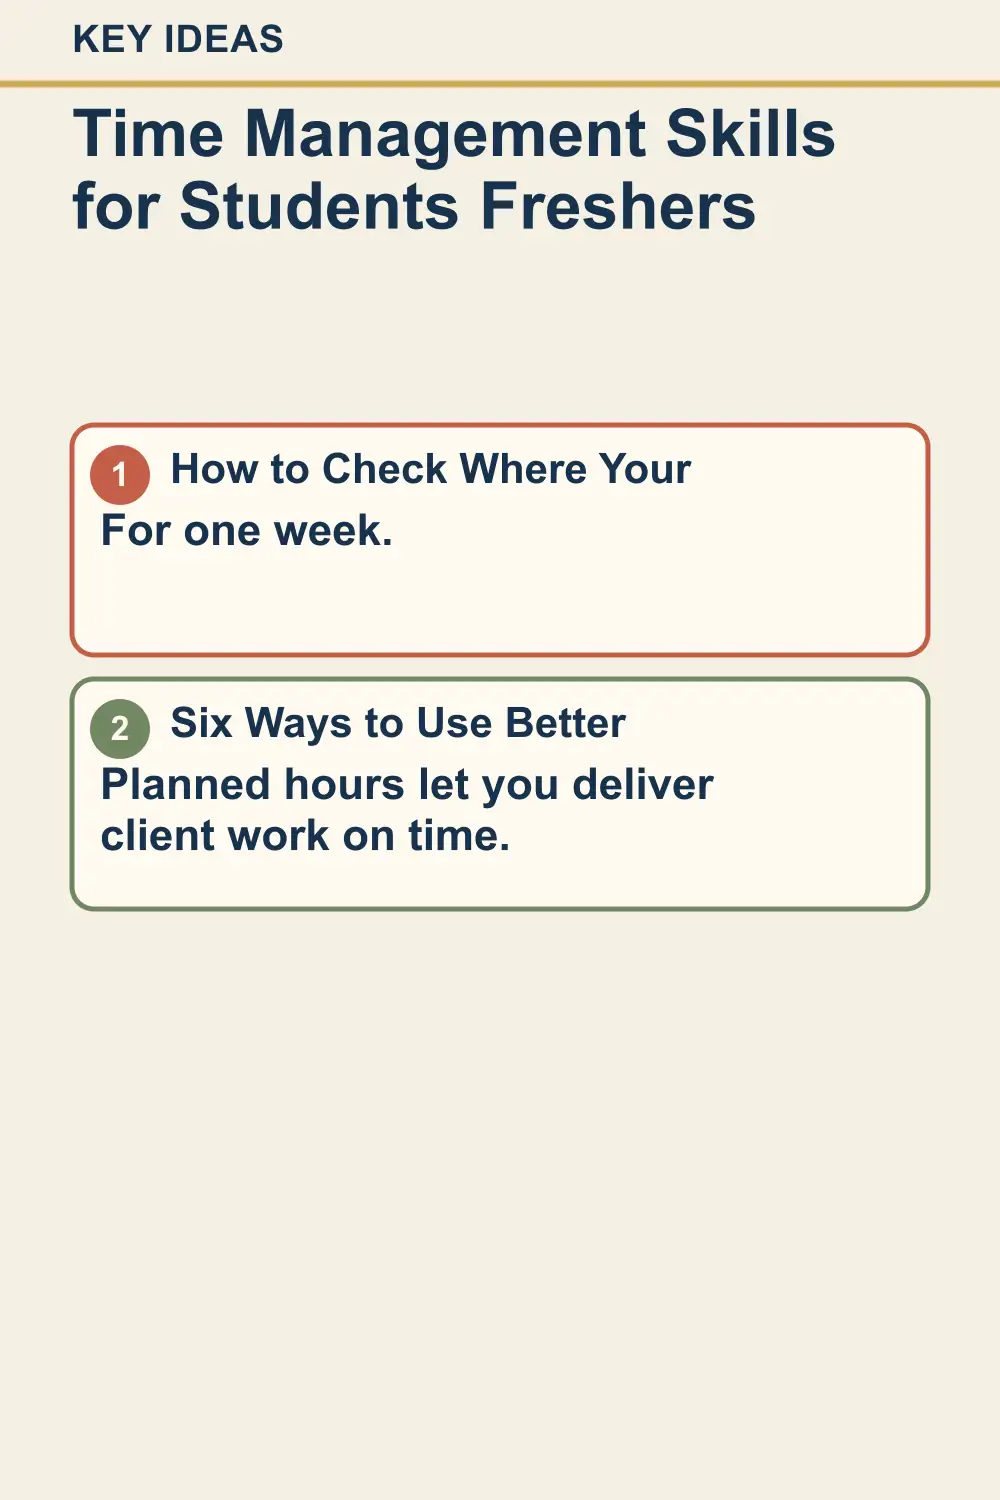 KEY IDEAS
Time Management Skills
for Students Freshers
1 How to Check Where Your
For one week.
2 Six Ways to Use Better
Planned hours let you deliver
client work on time.